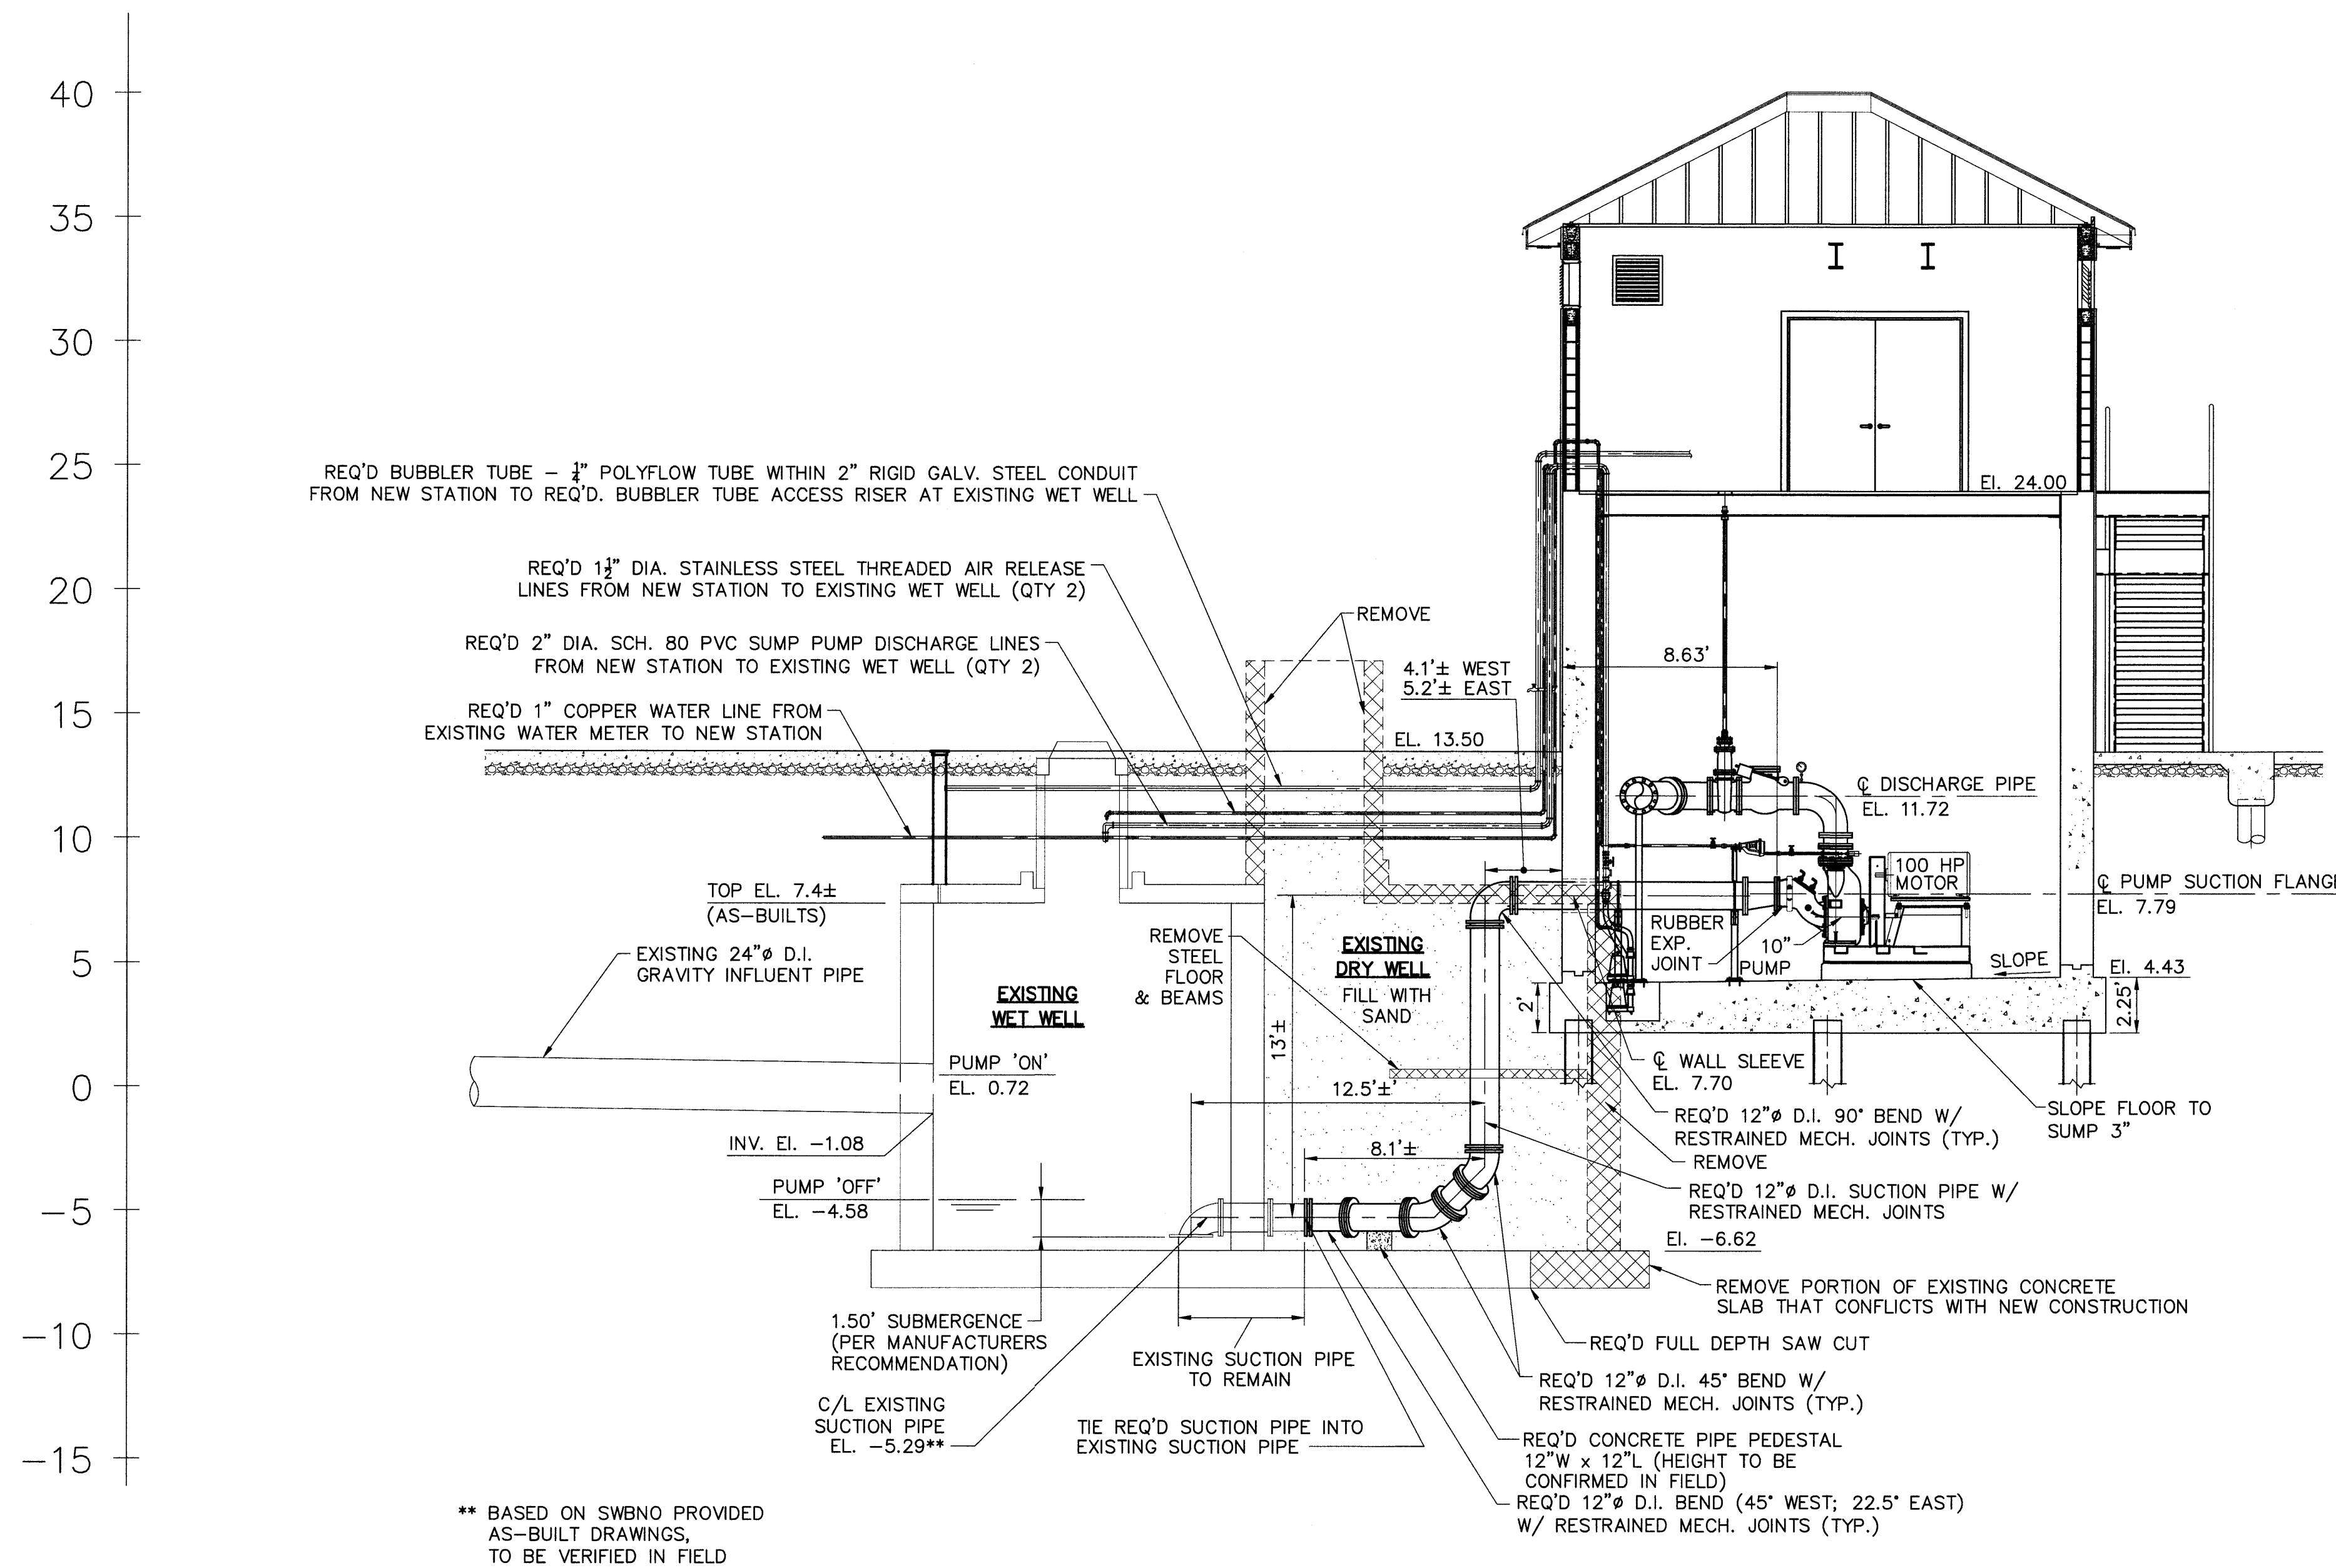 40
35
30
25
20
15
10
5
0
−5
−10
−15
REQ'D BUBBLER TUBE − 1/4" POLYFLOW TUBE WITHIN 2" RIGID GALV. STEEL CONDUIT
FROM NEW STATION TO REQ'D. BUBBLER TUBE ACCESS RISER AT EXISTING WET WELL
REQ'D 1 1/2" DIA. STAINLESS STEEL THREADED AIR RELEASE
LINES FROM NEW STATION TO EXISTING WET WELL (QTY 2)
REQ'D 2" DIA. SCH. 80 PVC SUMP PUMP DISCHARGE LINES
FROM NEW STATION TO EXISTING WET WELL (QTY 2)
REQ'D 1" COPPER WATER LINE FROM
EXISTING WATER METER TO NEW STATION
REMOVE
4.1'± WEST
5.2'± EAST
8.63'
EL. 13.50
El. 24.00
℄ DISCHARGE PIPE
EL. 11.72
100 HP
MOTOR
℄ PUMP SUCTION FLANGE
EL. 7.79
TOP EL. 7.4±
(AS−BUILTS)
EXISTING 24"ø D.I.
GRAVITY INFLUENT PIPE
EXISTING
WET WELL
REMOVE
STEEL
FLOOR
& BEAMS
EXISTING
DRY WELL
FILL WITH
SAND
RUBBER
EXP.
JOINT
10"
PUMP
SLOPE
El. 4.43
2'
2.25'
13'±
PUMP 'ON'
EL. 0.72
12.5'±'
℄ WALL SLEEVE
EL. 7.70
REQ'D 12"ø D.I. 90° BEND W/
RESTRAINED MECH. JOINTS (TYP.)
SLOPE FLOOR TO
SUMP 3"
INV. El. −1.08
8.1'±
REMOVE
PUMP 'OFF'
EL. −4.58
REQ'D 12"ø D.I. SUCTION PIPE W/
RESTRAINED MECH. JOINTS
El. −6.62
REMOVE PORTION OF EXISTING CONCRETE
SLAB THAT CONFLICTS WITH NEW CONSTRUCTION
1.50' SUBMERGENCE
(PER MANUFACTURERS
RECOMMENDATION)
EXISTING SUCTION PIPE
TO REMAIN
REQ'D FULL DEPTH SAW CUT
REQ'D 12"ø D.I. 45° BEND W/
RESTRAINED MECH. JOINTS (TYP.)
C/L EXISTING
SUCTION PIPE
EL. −5.29**
TIE REQ'D SUCTION PIPE INTO
EXISTING SUCTION PIPE
REQ'D CONCRETE PIPE PEDESTAL
12"W x 12"L (HEIGHT TO BE
CONFIRMED IN FIELD)
REQ'D 12"ø D.I. BEND (45° WEST; 22.5° EAST)
W/ RESTRAINED MECH. JOINTS (TYP.)
** BASED ON SWBNO PROVIDED
AS−BUILT DRAWINGS,
TO BE VERIFIED IN FIELD